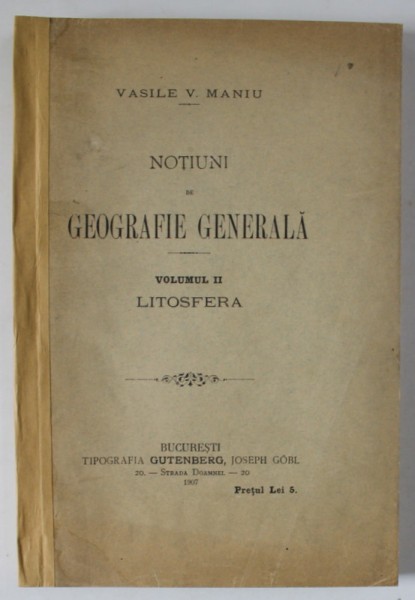 VASILE V. MANIU
NOȚIUNI
DE
GEOGRAFIE GENERALĂ
VOLUMUL II
LITOSFERA
BUCUREȘTI
TIPOGRAFIA GUTENBERG, JOSEPH GÖBL
20. — STRADA DOAMNEI. — 20
1907
Prețul Lei 5.